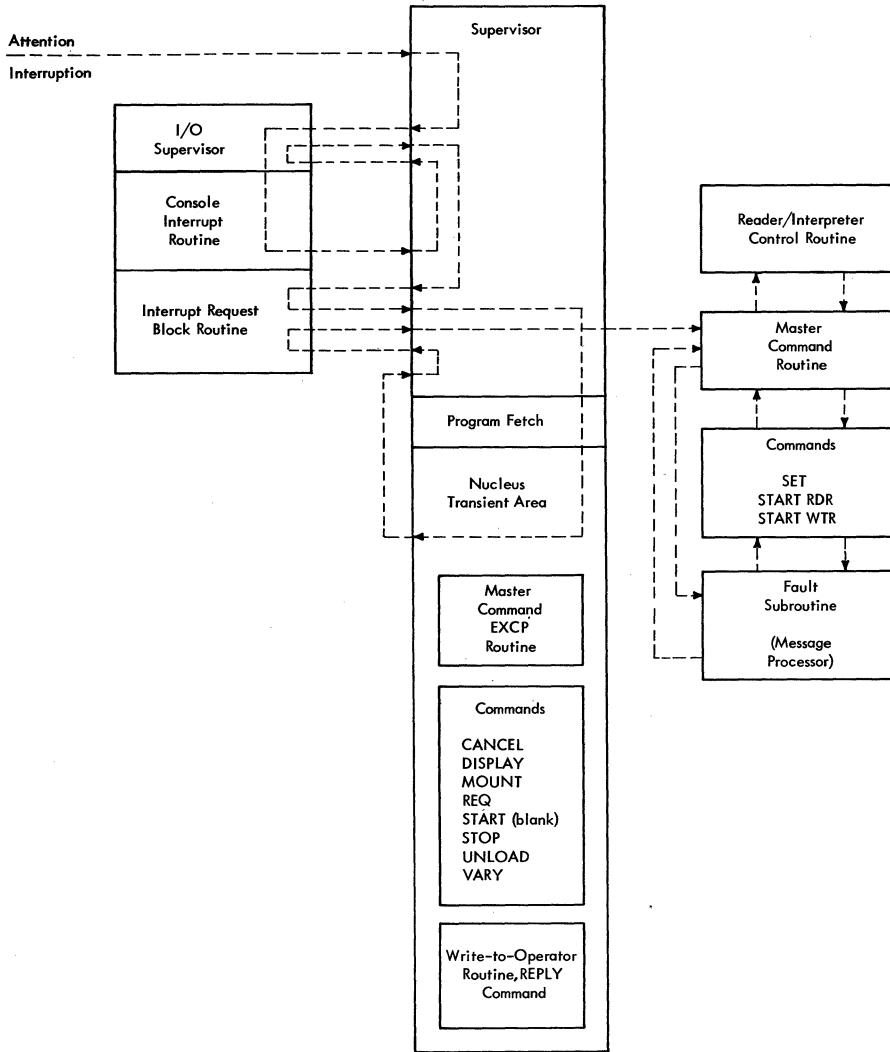 Supervisor
Attention
Interruption
I/O
Supervisor
Console
Interrupt
Routine
Interrupt Request
Block Routine
Reader/Interpreter
Control Routine
Master
Command
Routine
Program Fetch
Nucleus
Transient Area
Commands
SET
START RDR
START WTR
Fault
Subroutine
(Message
Processor)
Master
Command
EXCP
Routine
Commands
CANCEL
DISPLAY
MOUNT
REQ
START (blank)
STOP
UNLOAD
VARY
Write-to-Operator
Routine, REPLY
Command